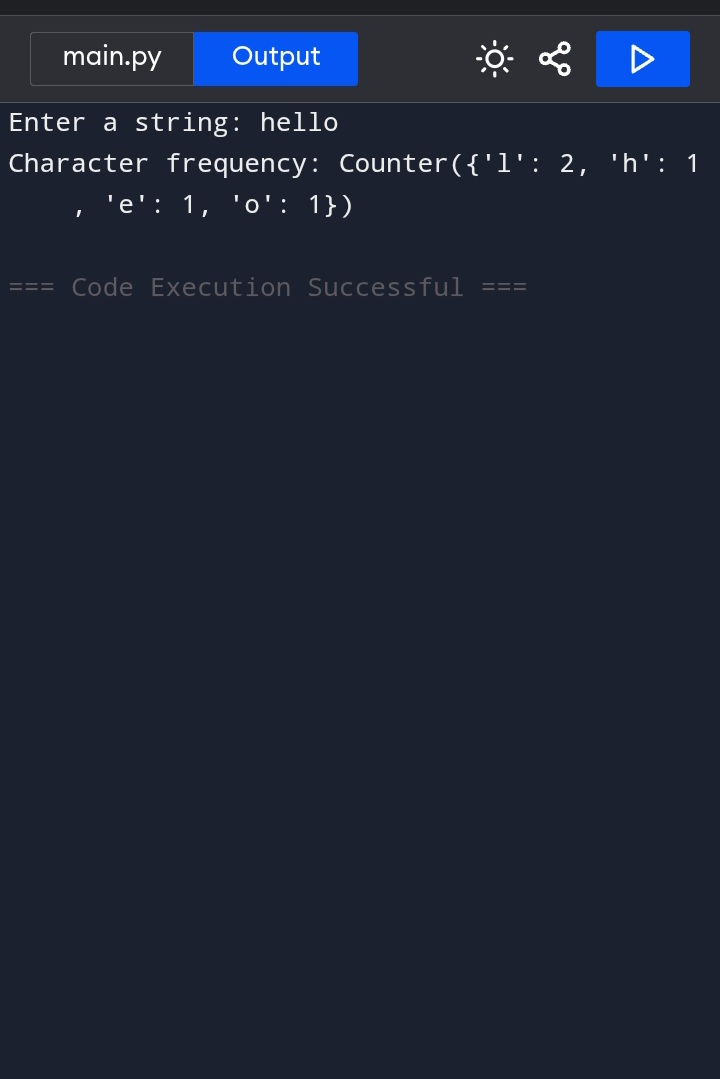 main.py Output
Enter a string: hello
Character frequency: Counter({'l': 2, 'h': 1
, 'e': 1, 'o': 1})
=== Code Execution Successful ===